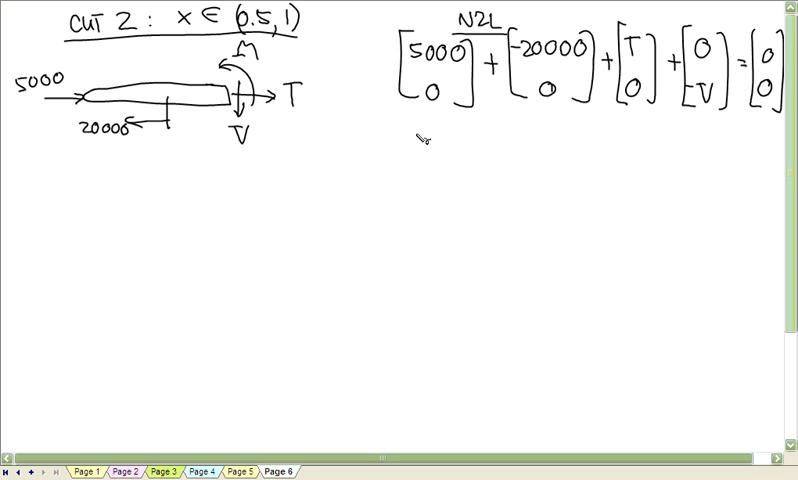 CUT 2: x ∈ (0.5, 1)
N2L
[5000 0] + [-20000 0] + [T 0] + [0 -V] = [0 0]
M
5000
T
20000
V
Page 1 Page 2 Page 3 Page 4 Page 5 Page 6